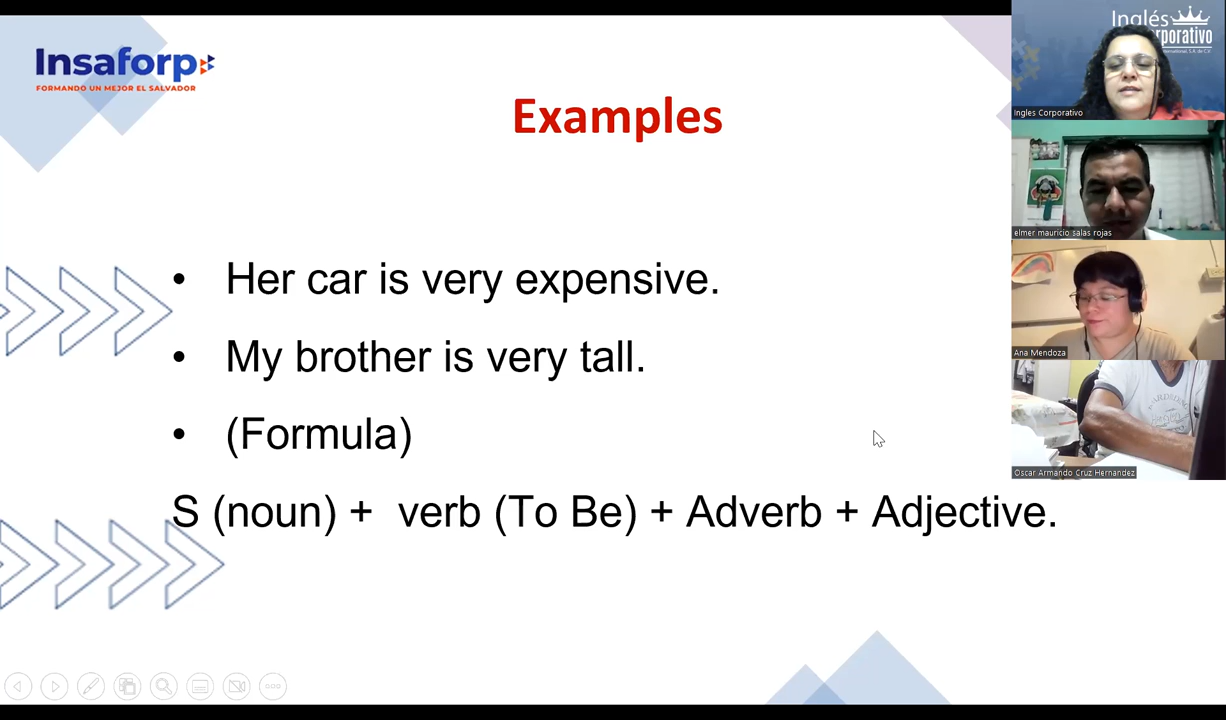 Insaforp
FORMANDO UN MEJOR EL SALVADOR
Examples
• Her car is very expensive.
• My brother is very tall.
• (Formula)
S (noun) + verb (To Be) + Adverb + Adjective.
Inglés
Ingles Corporativo
elmer mauricio salas rojas
Ana Mendoza
Oscar Armando Cruz Hernandez